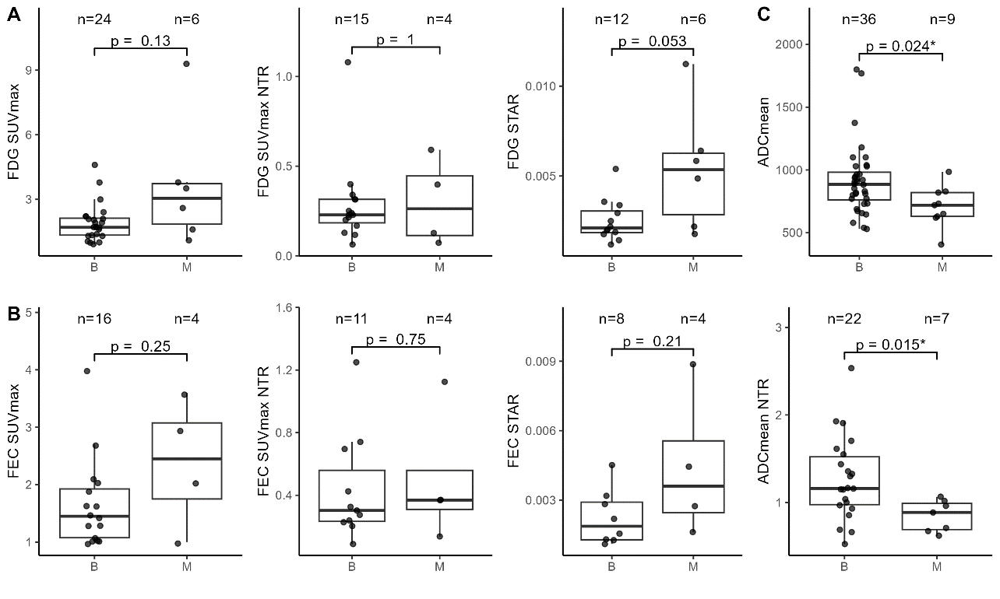 A
FDG SUVmax
n=24 n=6
p = 0.13
9
6
3
B M
FDG SUVmax NTR
n=15 n=4
p = 1
1.0
0.5
0.0
B M
FDG STAR
n=12 n=6
p = 0.053
0.010
0.005
B M
C
ADCmean
n=36 n=9
p = 0.024*
2000
1500
1000
500
B M
B
FEC SUVmax
n=16 n=4
p = 0.25
5
4
3
2
1
B M
FEC SUVmax NTR
n=11 n=4
p = 0.75
1.6
1.2
0.8
0.4
B M
FEC STAR
n=8 n=4
p = 0.21
0.009
0.006
0.003
B M
ADCmean NTR
n=22 n=7
p = 0.015*
3
2
1
B M